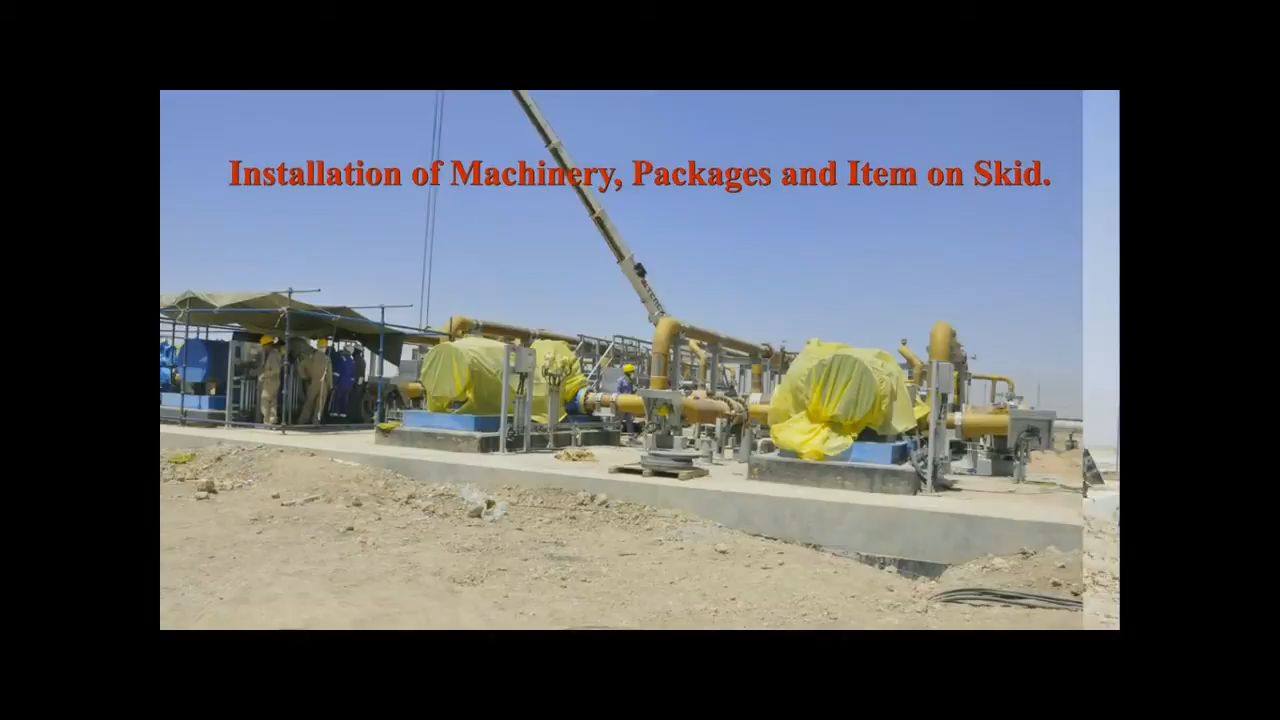 Installation of Machinery, Packages and Item on Skid.